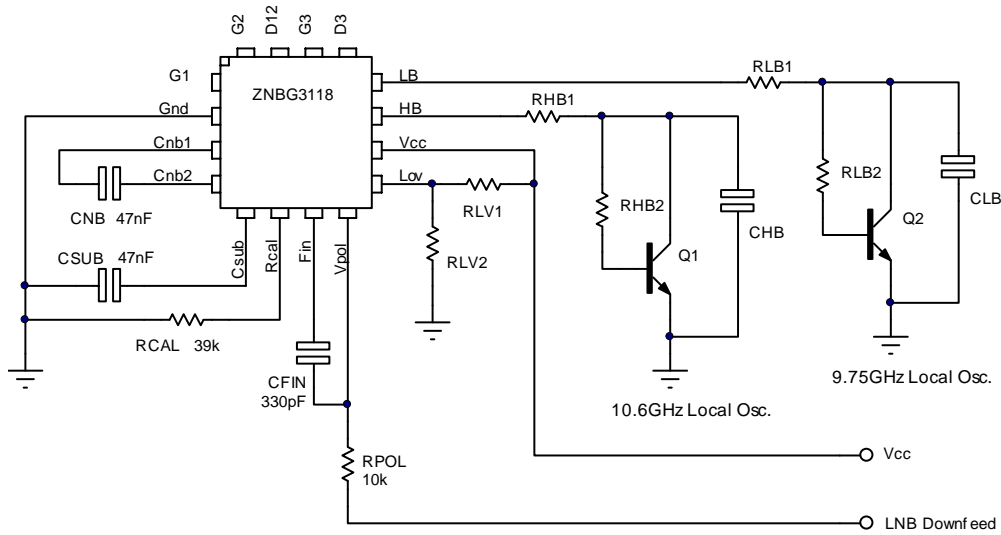 G2
D12
G3
D3
G1
ZNBG3118
LB
RLB1
Gnd
HB
RHB1
Cnb1
Vcc
Cnb2
Lov
RLB2
CLB
CNB 47nF
RLV1
RHB2
CHB
Q2
CSUB 47nF
Csub
Rcal
Fin
Vpol
RLV2
Q1
RCAL 39k
CFIN
330pF
9.75GHz Local Osc.
10.6GHz Local Osc.
RPOL
10k
Vcc
LNB Downfeed